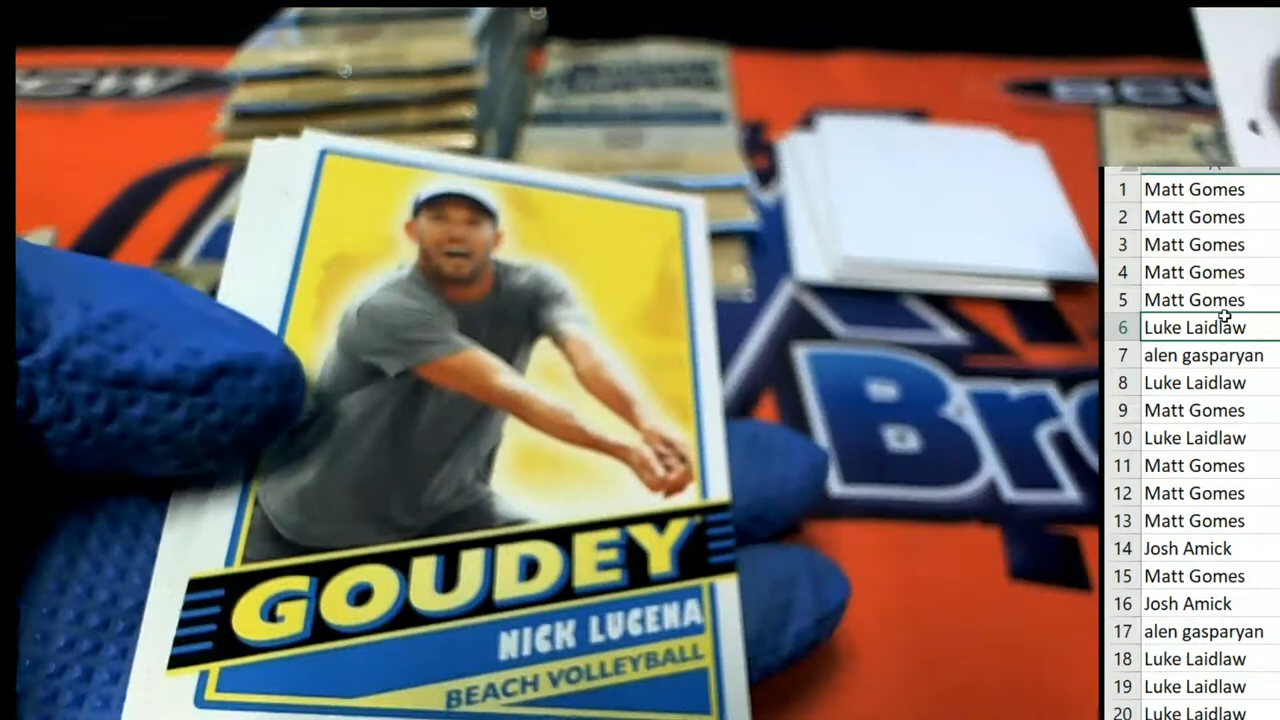 BCW
GOUDEY
NICK LUCENA
BEACH VOLLEYBALL
Bre
1 Matt Gomes
2 Matt Gomes
3 Matt Gomes
4 Matt Gomes
5 Matt Gomes
6 Luke Laidlaw
7 alen gasparyan
8 Luke Laidlaw
9 Matt Gomes
10 Luke Laidlaw
11 Matt Gomes
12 Matt Gomes
13 Matt Gomes
14 Josh Amick
15 Matt Gomes
16 Josh Amick
17 alen gasparyan
18 Luke Laidlaw
19 Luke Laidlaw
20 Luke Laidlaw